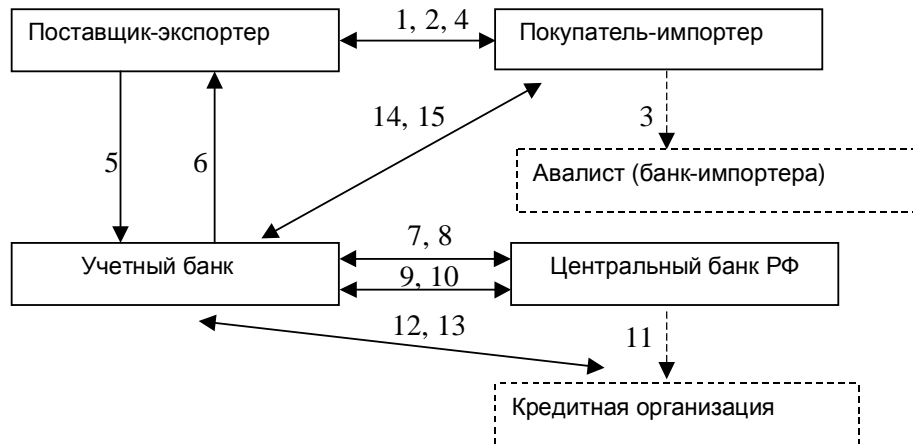 Поставщик-экспортер
1, 2, 4
Покупатель-импортер
14, 15
3
5
6
Авалист (банк-импортера)
Учетный банк
7, 8
9, 10
Центральный банк РФ
12, 13
11
Кредитная организация